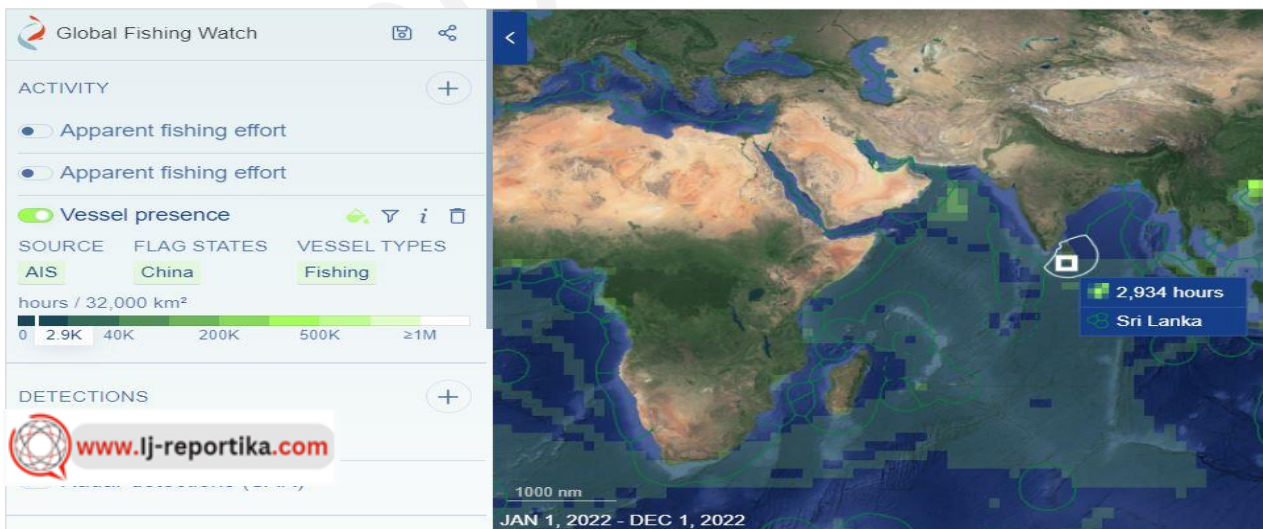 Global Fishing Watch
ACTIVITY
Apparent fishing effort
Apparent fishing effort
Vessel presence
SOURCE FLAG STATES VESSEL TYPES
AIS China Fishing
hours / 32,000 km²
0 2.9K 40K 200K 500K ≥1M
DETECTIONS
www.lj-reportika.com
2,934 hours
Sri Lanka
1000 nm
JAN 1, 2022 - DEC 1, 2022